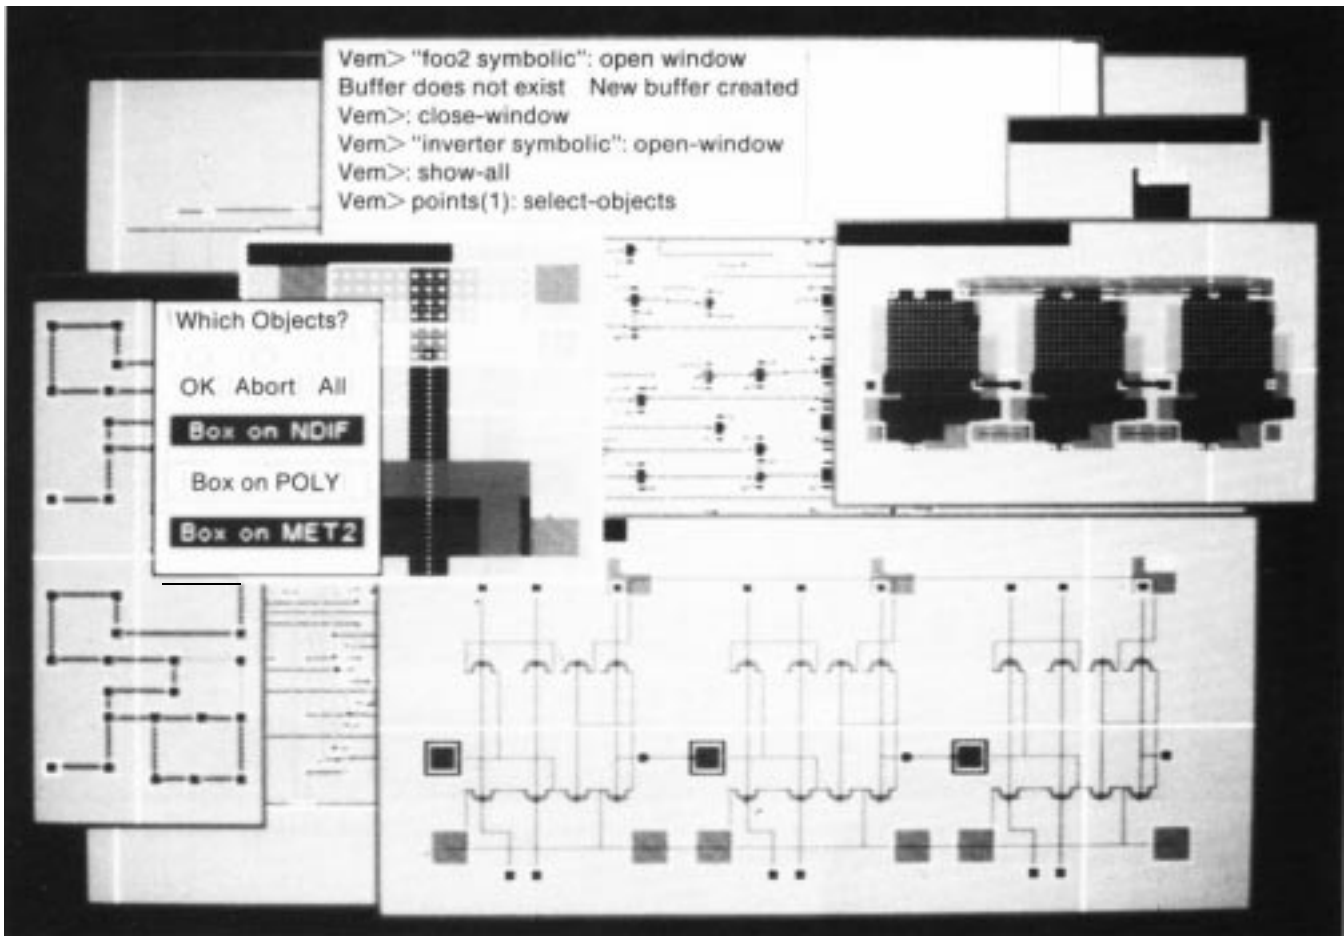 Vem> "foo2 symbolic": open window
Buffer does not exist New buffer created
Vem>: close-window
Vem> "inverter symbolic": open-window
Vem>: show-all
Vem> points(1): select-objects
Which Objects?
OK Abort All
Box on NDIF
Box on POLY
Box on MET2